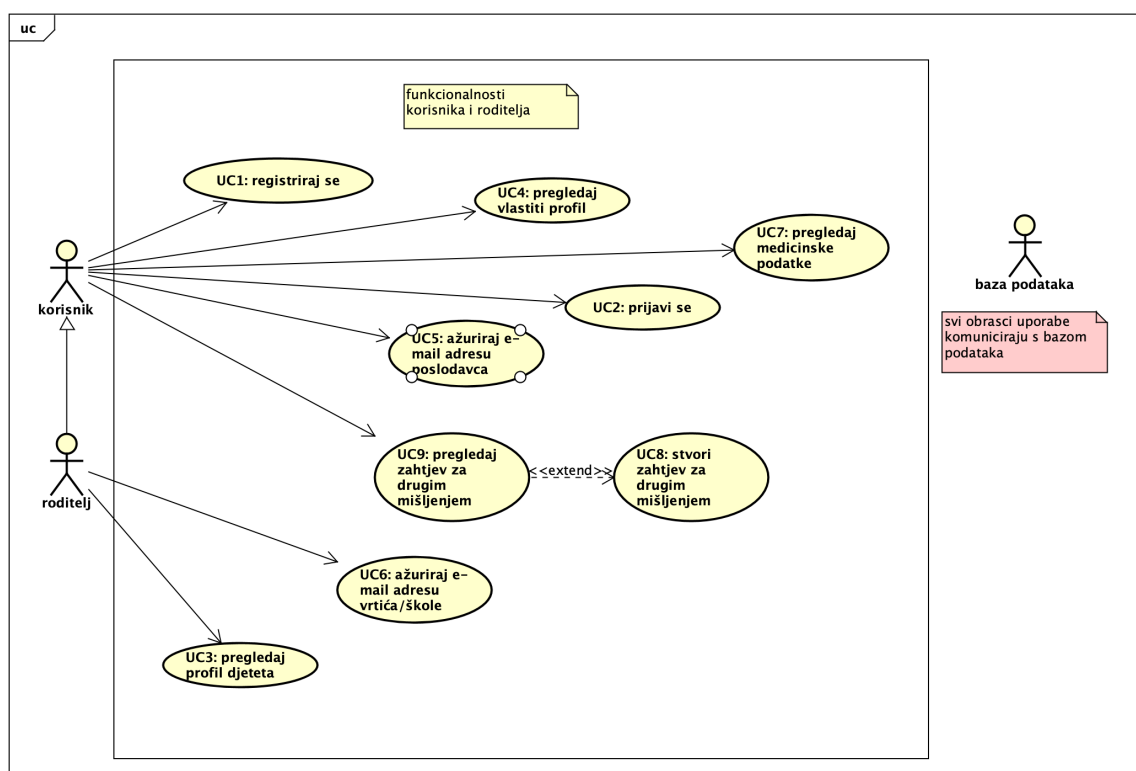 uc
funkcionalnosti
korisnika i roditelja
UC1: registriraj se
UC4: pregledaj
vlastiti profil
UC7: pregledaj
medicinske
podatke
baza podataka
korisnik
UC2: prijavi se
svi obrasci uporabe
komuniciraju s bazom
podataka
UC5: ažuriraj e-
mail adresu
poslodavca
UC9: pregledaj
zahtjev za
drugim
mišljenjem
<<extend>>
UC8: stvori
zahtjev za
drugim
mišljenjem
roditelj
UC6: ažuriraj e-
mail adresu
vrtića/škole
UC3: pregledaj
profil djeteta